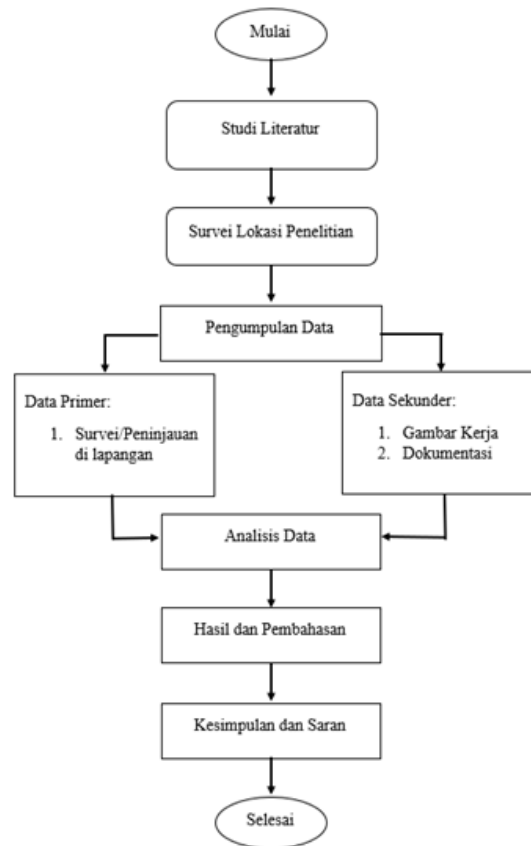 Mulai
Studi Literatur
Survei Lokasi Penelitian
Pengumpulan Data
Data Primer:
1. Survei/Peninjauan
di lapangan
Data Sekunder:
1. Gambar Kerja
2. Dokumentasi
Analisis Data
Hasil dan Pembahasan
Kesimpulan dan Saran
Selesai